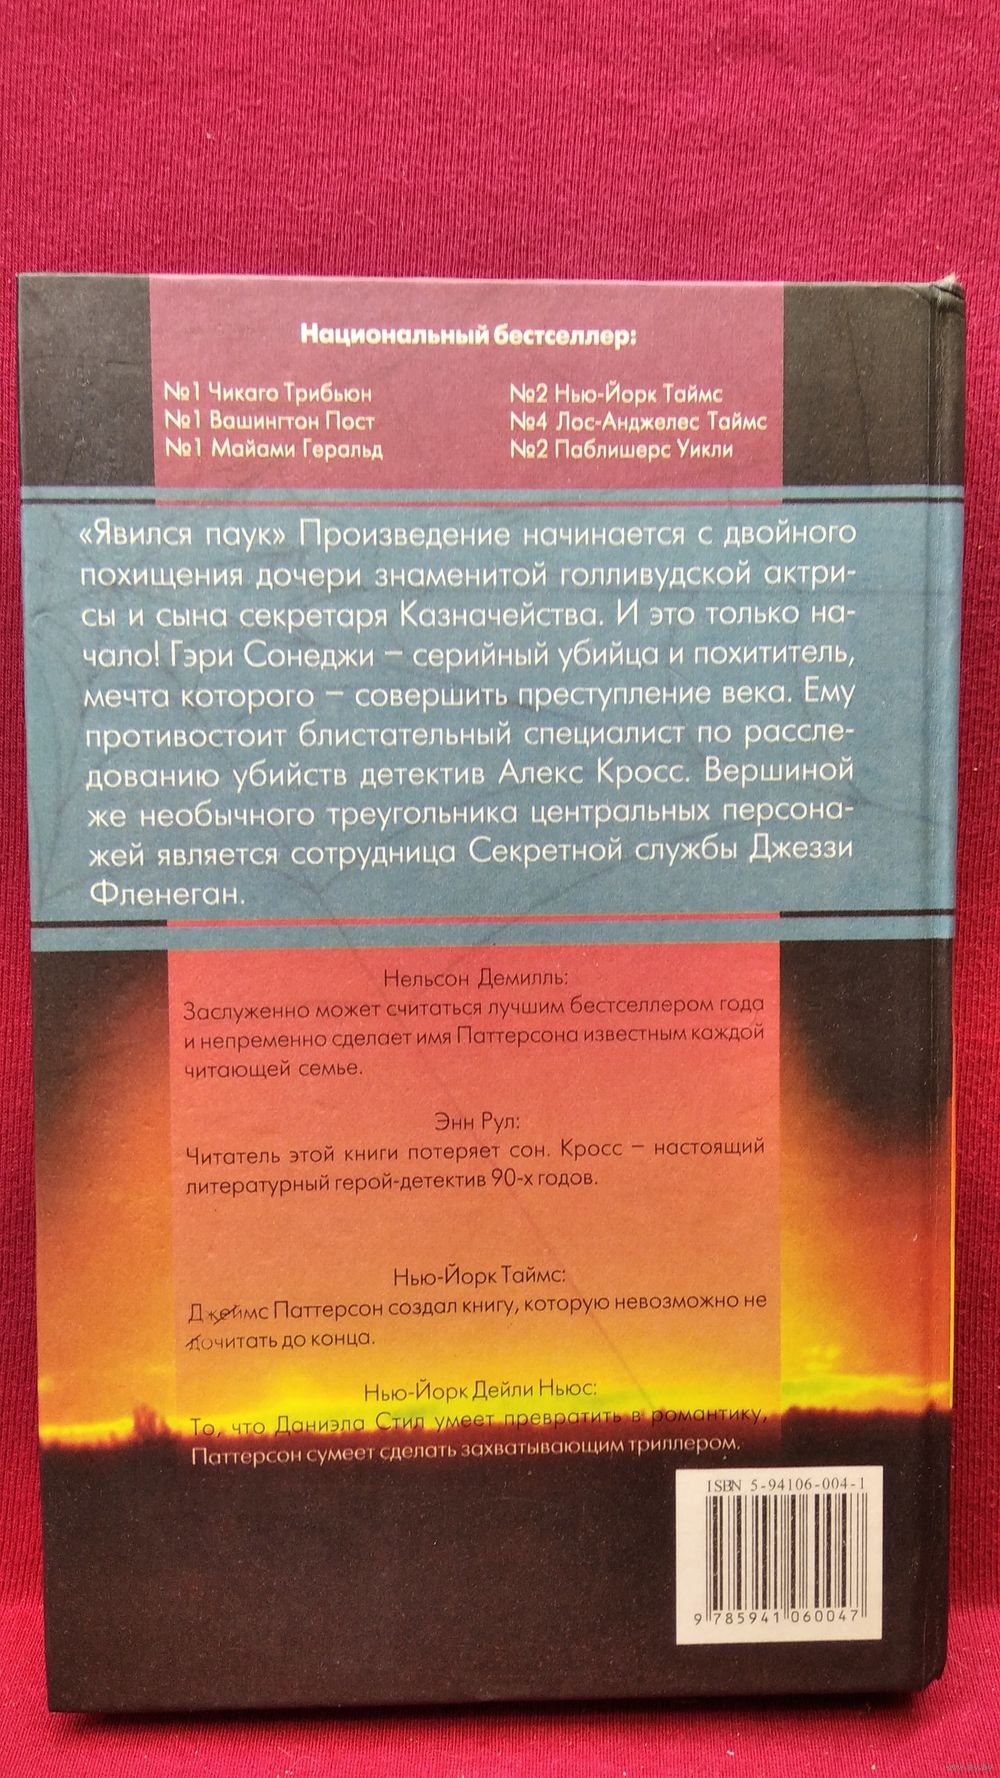 Национальный бестселлер:
№1 Чикаго Трибьюн
№1 Вашингтон Пост
№1 Майами Геральд
№2 Нью-Йорк Таймс
№4 Лос-Анджелес Таймс
№2 Паблишерс Уикли
«Явился паук» Произведение начинается с двойного
похищения дочери знаменитой голливудской актри-
сы и сына секретаря Казначейства. И это только на-
чало! Гэри Сонеджи – серийный убийца и похититель,
мечта которого – совершить преступление века. Ему
противостоит блистательный специалист по рассле-
дованию убийств детектив Алекс Кросс. Вершиной
же необычного треугольника центральных персона-
жей является сотрудница Секретной службы Джеззи
Фленеган.
Нельсон Демилль:
Заслуженно может считаться лучшим бестселлером года
и непременно сделает имя Паттерсона известным каждой
читающей семье.
Энн Рул:
Читатель этой книги потеряет сон. Кросс – настоящий
литературный герой-детектив 90-х годов.
Нью-Йорк Таймс:
Джеймс Паттерсон создал книгу, которую невозможно не
дочитать до конца.
Нью-Йорк Дейли Ньюс:
То, что Даниэла Стил умеет превратить в романтику,
Паттерсон сумеет сделать захватывающим триллером.
ISBN 5-94106-004-1
9 785941 060047